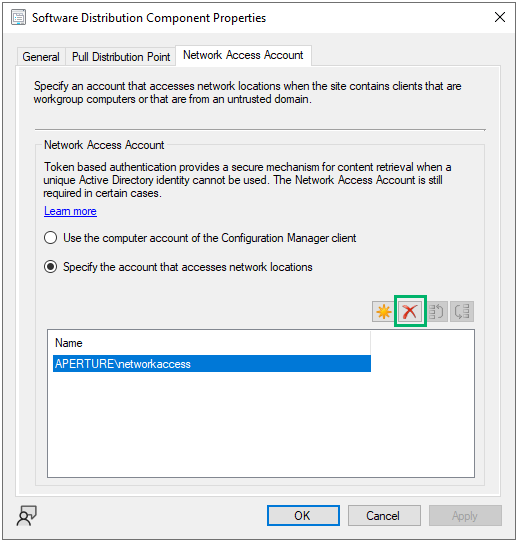 Software Distribution Component Properties
General
Pull Distribution Point
Network Access Account
Specify an account that accesses network locations when the site contains clients that are
workgroup computers or that are from an untrusted domain.
Network Access Account
Token based authentication provides a secure mechanism for content retrieval when a
unique Active Directory identity cannot be used. The Network Access Account is still
required in certain cases.
Learn more
Use the computer account of the Configuration Manager client
Specify the account that accesses network locations
Name
APERTURE\networkaccess
OK
Cancel
Apply